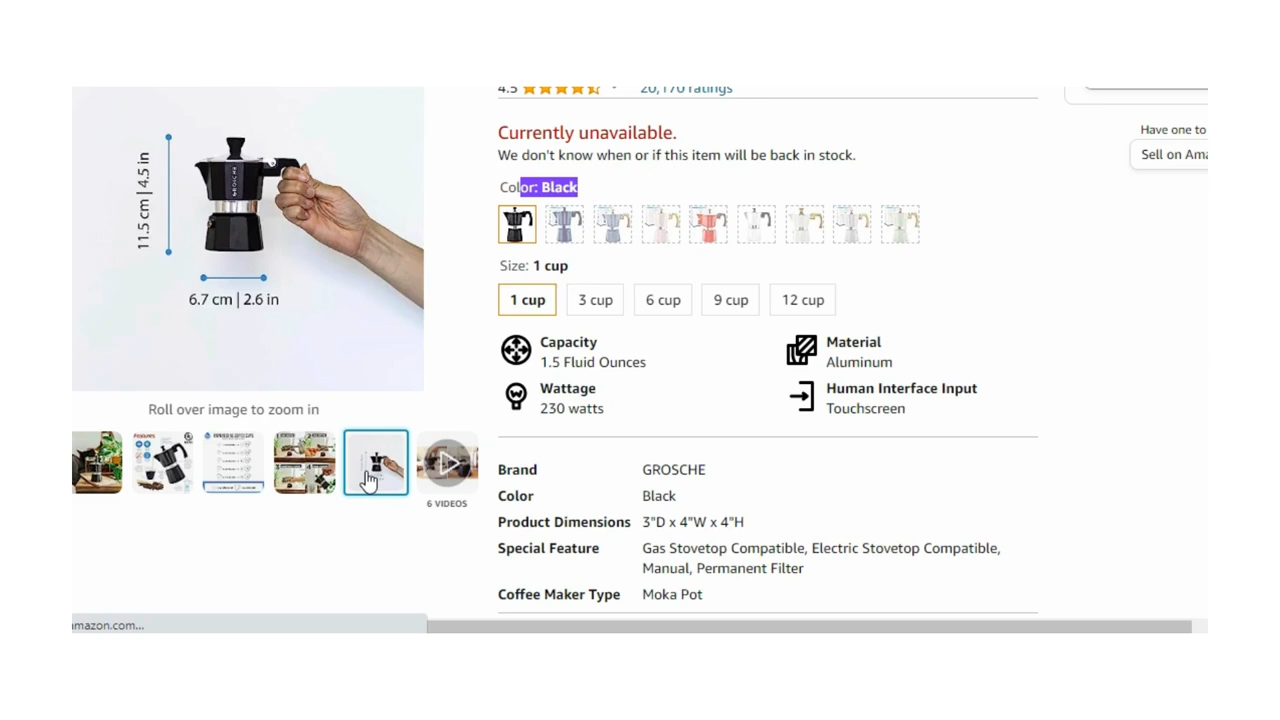 4.5
20,170 ratings
Currently unavailable.
We don't know when or if this item will be back in stock.
Color: Black
Size: 1 cup
1 cup
3 cup
6 cup
9 cup
12 cup
Capacity
1.5 Fluid Ounces
Material
Aluminum
Wattage
230 watts
Human Interface Input
Touchscreen
Brand GROSCHE
Color Black
Product Dimensions 3"D x 4"W x 4"H
Special Feature Gas Stovetop Compatible, Electric Stovetop Compatible,
Manual, Permanent Filter
Coffee Maker Type Moka Pot
Have one to
Sell on Ama
11.5 cm | 4.5 in
GROSCHE
6.7 cm | 2.6 in
Roll over image to zoom in
Features
6 VIDEOS
amazon.com...